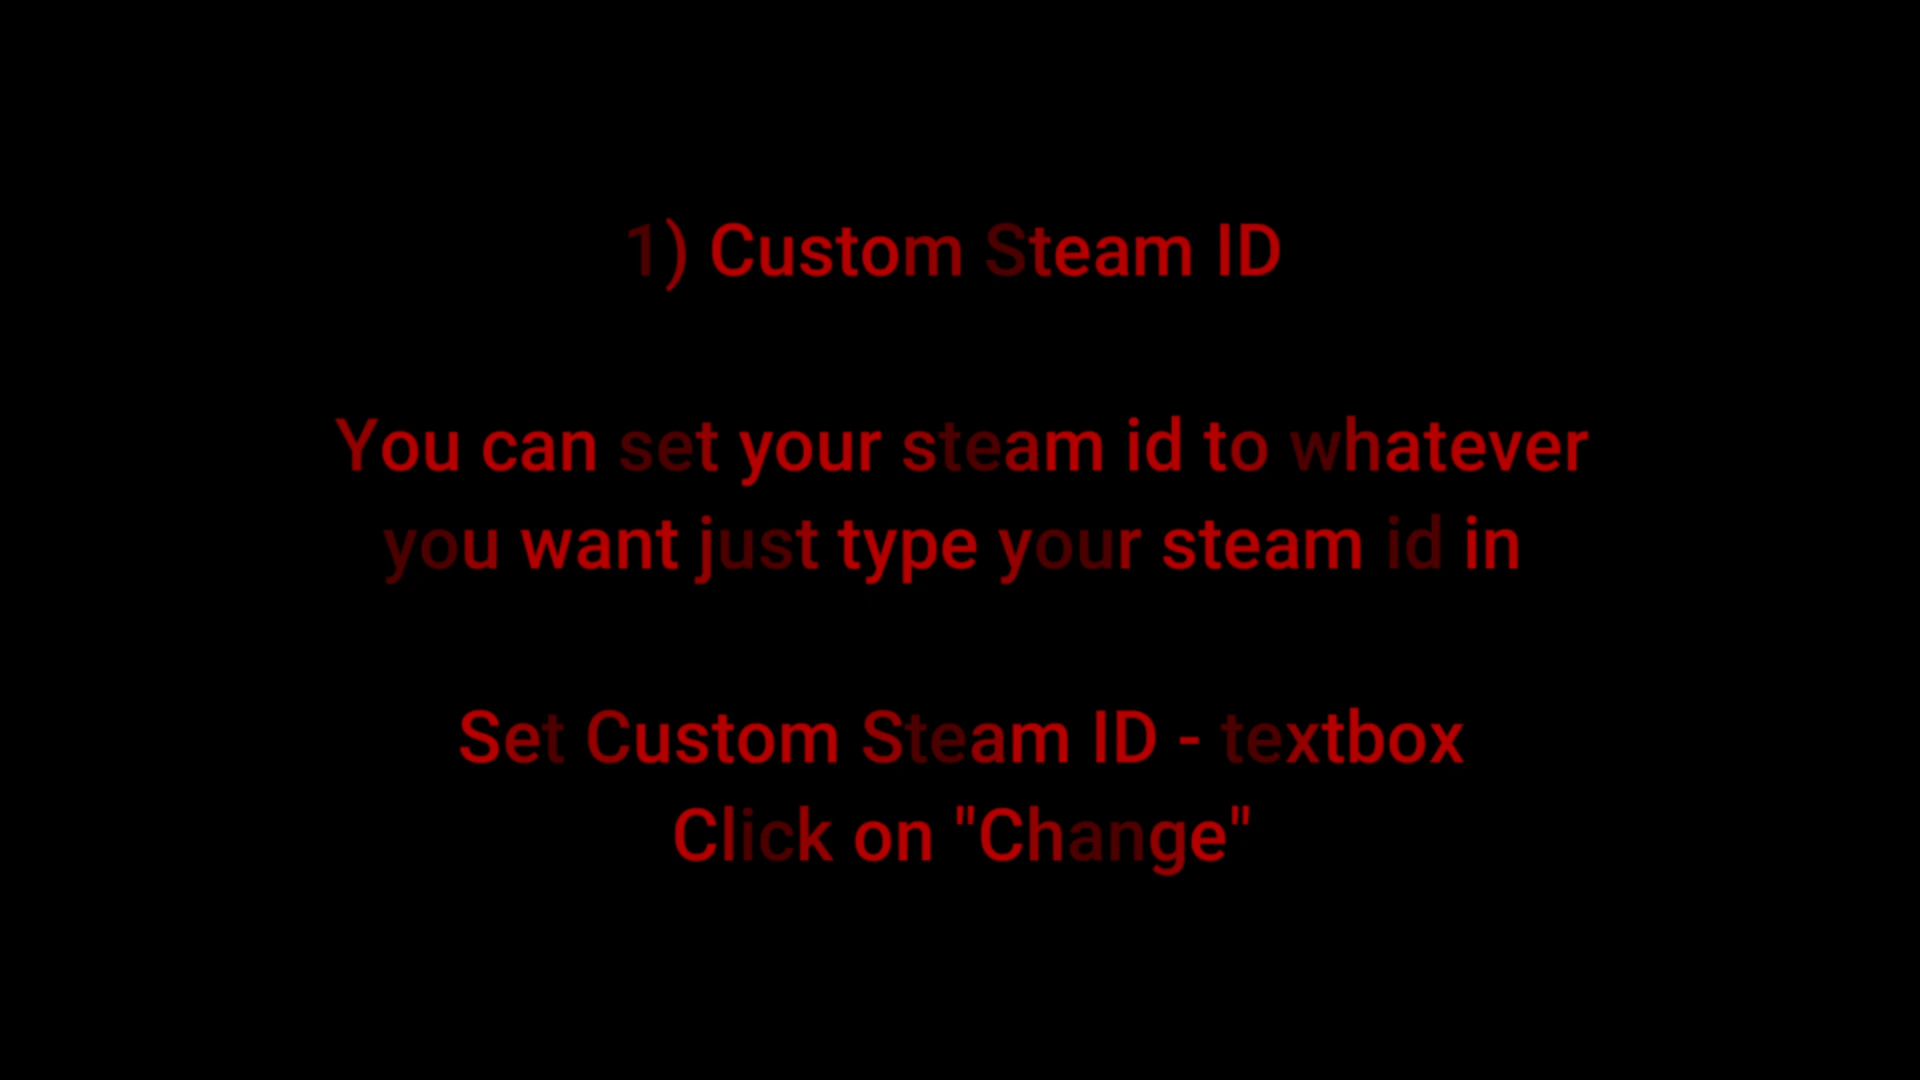 1) Custom Steam ID
You can set your steam id to whatever
you want just type your steam id in
Set Custom Steam ID - textbox
Click on "Change"